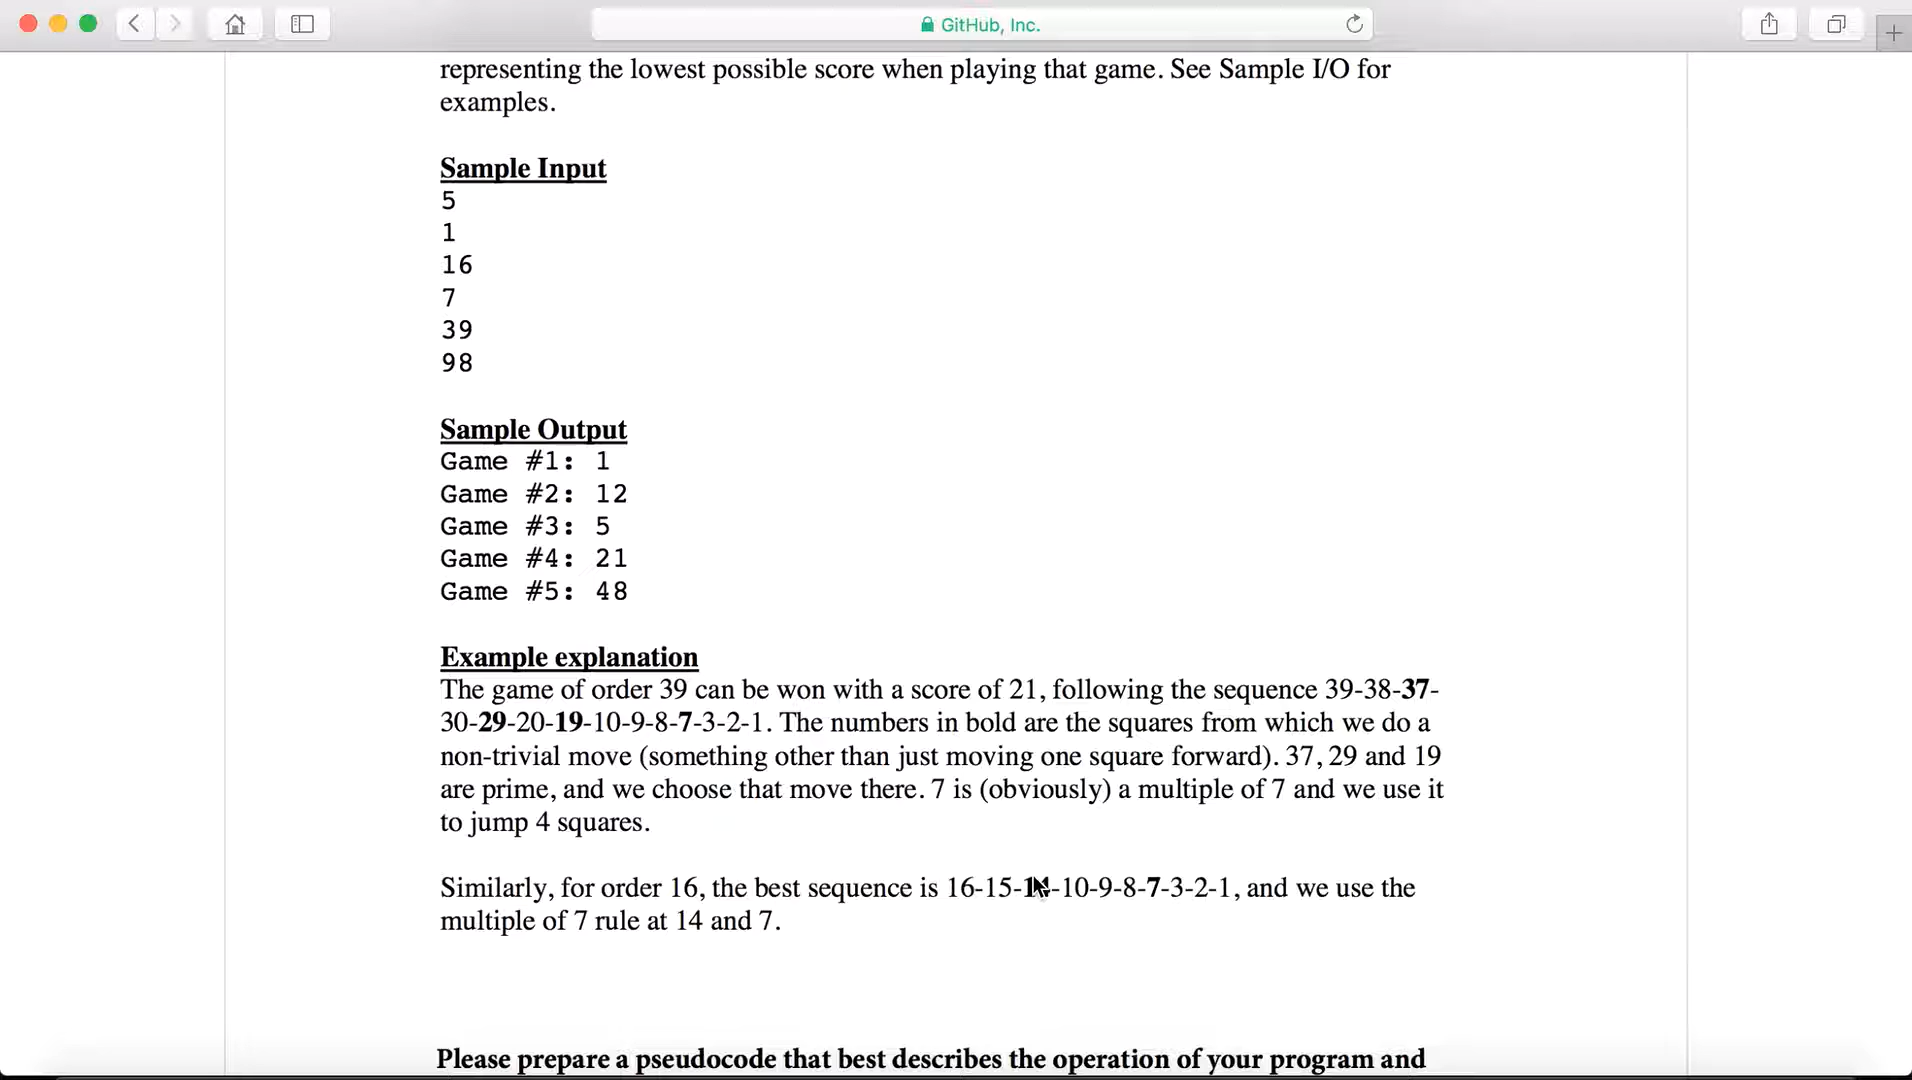 GitHub, Inc.
representing the lowest possible score when playing that game. See Sample I/O for
examples.
Sample Input
5
1
16
7
39
98
Sample Output
Game #1: 1
Game #2: 12
Game #3: 5
Game #4: 21
Game #5: 48
Example explanation
The game of order 39 can be won with a score of 21, following the sequence 39-38-37-
30-29-20-19-10-9-8-7-3-2-1. The numbers in bold are the squares from which we do a
non-trivial move (something other than just moving one square forward). 37, 29 and 19
are prime, and we choose that move there. 7 is (obviously) a multiple of 7 and we use it
to jump 4 squares.
Similarly, for order 16, the best sequence is 16-15-14-10-9-8-7-3-2-1, and we use the
multiple of 7 rule at 14 and 7.
Please prepare a pseudocode that best describes the operation of your program and